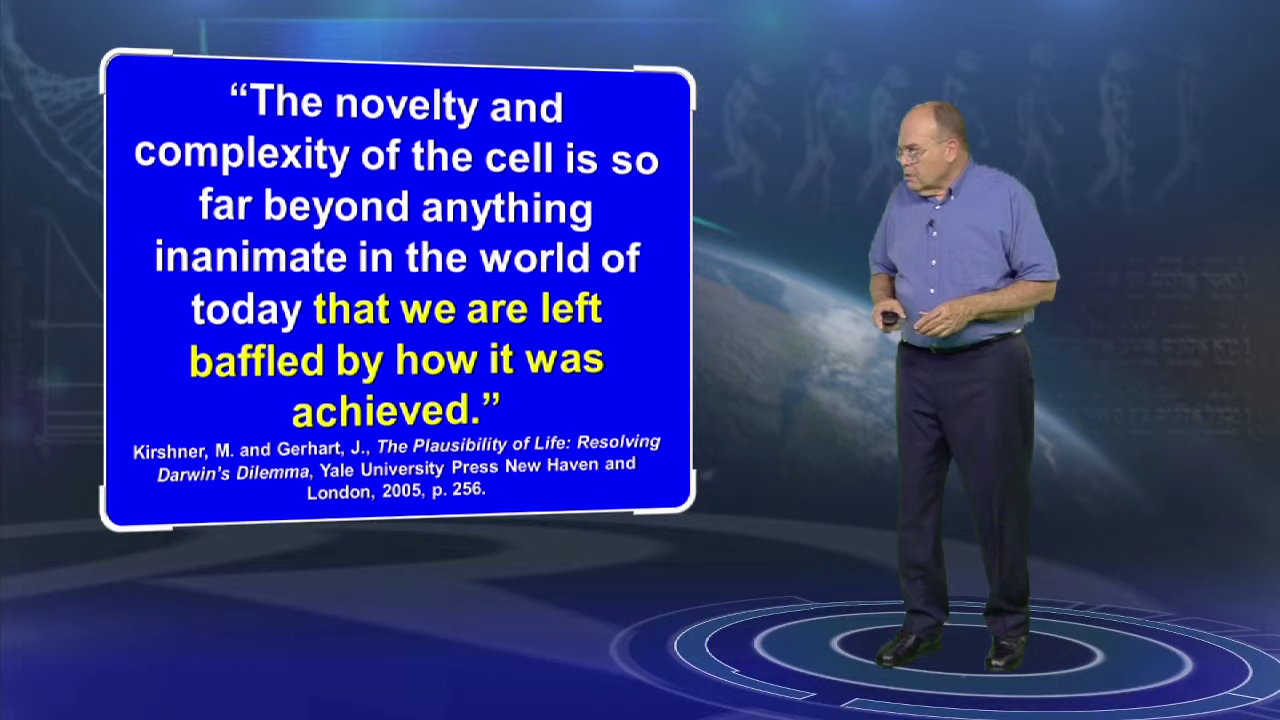 “The novelty and
complexity of the cell is so
far beyond anything
inanimate in the world of
today that we are left
baffled by how it was
achieved.”
Kirshner, M. and Gerhart, J., The Plausibility of Life: Resolving
Darwin’s Dilemma, Yale University Press New Haven and
London, 2005, p. 256.